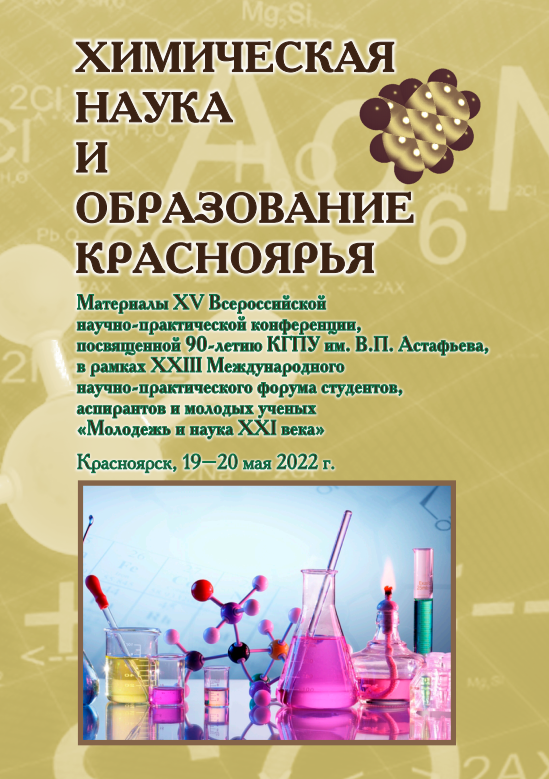 ХИМИЧЕСКАЯ
НАУКА
И
ОБРАЗОВАНИЕ
КРАСНОЯРЬЯ
Материалы XV Всероссийской
научно-практической конференции,
посвященной 90-летию КГПУ им. В.П. Астафьева,
в рамках XXIII Международного
научно-практического форума студентов,
аспирантов и молодых ученых
«Молодежь и наука XXI века»
Красноярск, 19–20 мая 2022 г.